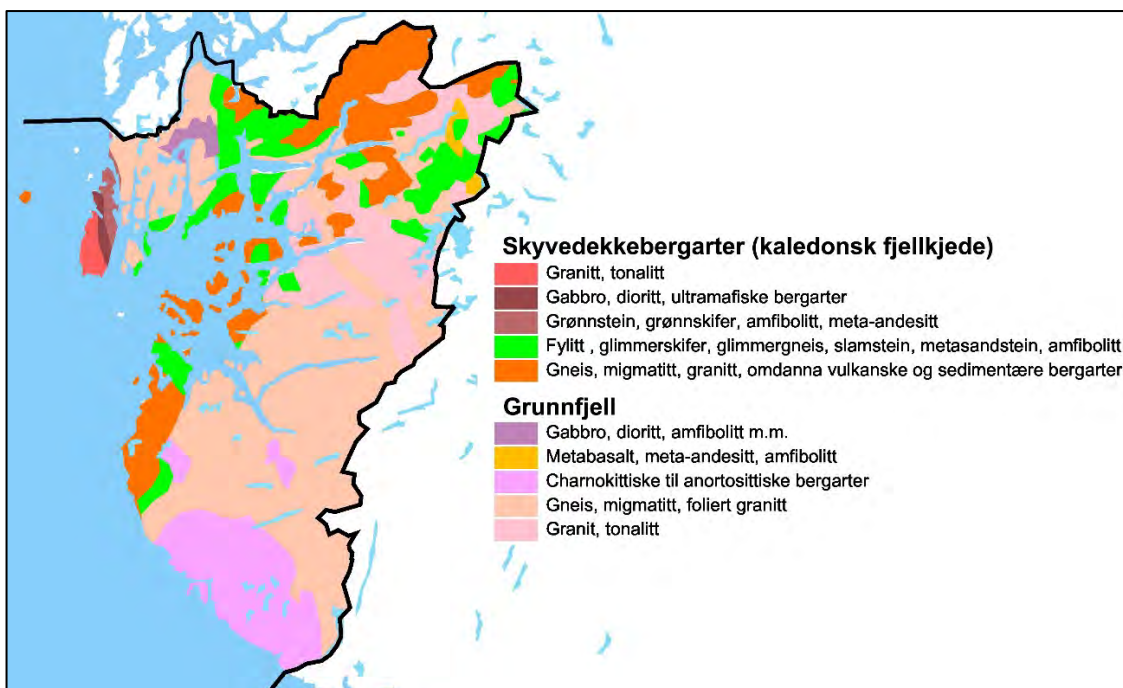 Skyvedekkebergarter (kaledonsk fjellkjede)
Granitt, tonalitt
Gabbro, dioritt, ultramafiske bergarter
Grønnstein, grønnskifer, amfibolitt, meta-andesitt
Fylitt , glimmerskifer, glimmergneis, slamstein, metasandstein, amfibolitt
Gneis, migmatitt, granitt, omdanna vulkanske og sedimentære bergarter
Grunnfjell
Gabbro, dioritt, amfibolitt m.m.
Metabasalt, meta-andesitt, amfibolitt
Charnokittiske til anortosittiske bergarter
Gneis, migmatitt, foliert granitt
Granit, tonalitt